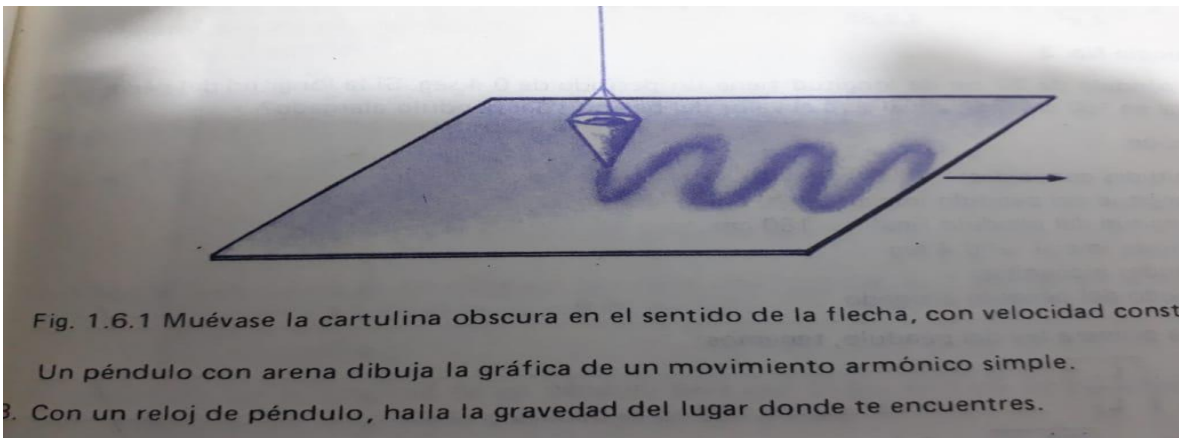 Fig. 1.6.1 Muévase la cartulina obscura en el sentido de la flecha, con velocidad const
Un péndulo con arena dibuja la gráfica de un movimiento armónico simple.
3. Con un reloj de péndulo, halla la gravedad del lugar donde te encuentres.